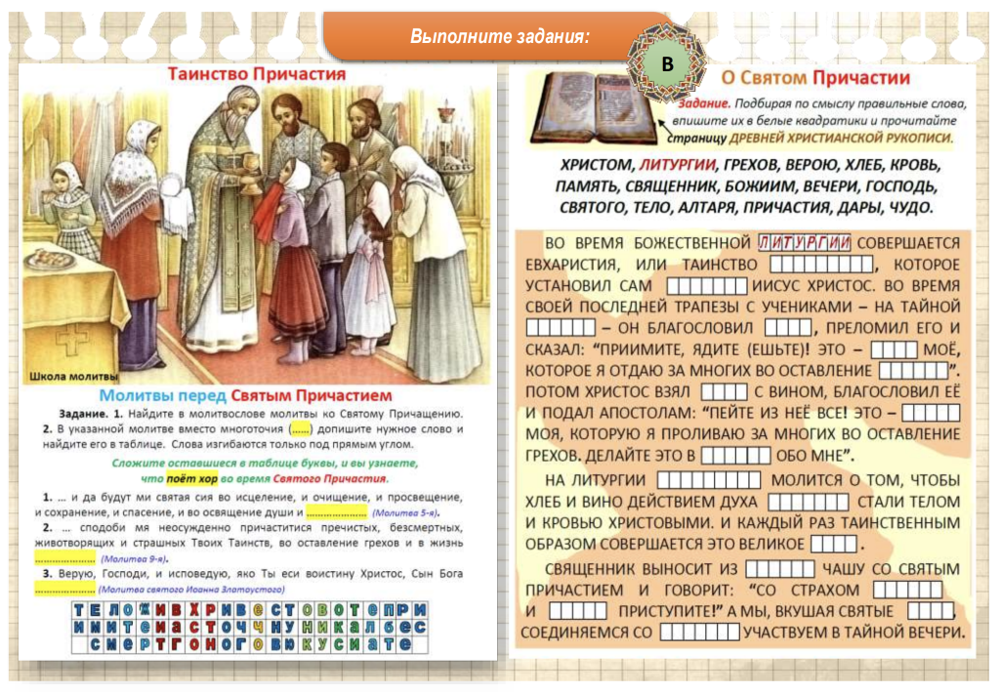 Выполните задания:
В
Таинство Причастия
Школа молитвы
Молитвы перед Святым Причастием
Задание. 1. Найдите в молитвослове молитвы ко Святому Причащению.
2. В указанной молитве вместо многоточия (......) допишите нужное слово и
найдите его в таблице. Слова изгибаются только под прямым углом.
Сложите оставшиеся в таблице буквы, и вы узнаете,
что поёт хор во время Святого Причастия.
1. ... и да будут ми святая сия во исцеление, и очищение, и просвещение,
и сохранение, и спасение, и во освящение души и ..................... (Молитва 5-я).
2. ... сподоби мя неосужденно причаститися пречистых, безсмертных,
животворящих и страшных Твоих Таинств, во оставление грехов и в жизнь
..................... (Молитва 9-я).
3. Верую, Господи, и исповедую, яко Ты еси воистину Христос, Сын Бога
..................... (Молитва святого Иоанна Златоустого)
ТЕЛОЖИВХРИВЕСТОВОТЕПРИ
ИМИТЕНАСТОЧЧНУНИКАЛБЕС
СМЕРТГОНОГОВЮКУСИАТЕ
О Святом Причастии
Задание. Подбирая по смыслу правильные слова,
впишите их в белые квадратики и прочитайте
страницу ДРЕВНЕЙ ХРИСТИАНСКОЙ РУКОПИСИ.
ХРИСТОМ, ЛИТУРГИИ, ГРЕХОВ, ВЕРОЮ, ХЛЕБ, КРОВЬ,
ПАМЯТЬ, СВЯЩЕННИК, БОЖИИМ, ВЕЧЕРИ, ГОСПОДЬ,
СВЯТОГО, ТЕЛО, АЛТАРЯ, ПРИЧАСТИЯ, ДАРЫ, ЧУДО.
ВО ВРЕМЯ БОЖЕСТВЕННОЙ ЛИТУРГИИ СОВЕРШАЕТСЯ
ЕВХАРИСТИЯ, ИЛИ ТАИНСТВО , КОТОРОЕ
УСТАНОВИЛ САМ ИИСУС ХРИСТОС. ВО ВРЕМЯ
СВОЕЙ ПОСЛЕДНЕЙ ТРАПЕЗЫ С УЧЕНИКАМИ – НА ТАЙНОЙ
– ОН БЛАГОСЛОВИЛ , ПРЕЛОМИЛ ЕГО И
СКАЗАЛ: “ПРИИМИТЕ, ЯДИТЕ (ЕШЬТЕ)! ЭТО – МОЁ,
КОТОРОЕ Я ОТДАЮ ЗА МНОГИХ ВО ОСТАВЛЕНИЕ ”.
ПОТОМ ХРИСТОС ВЗЯЛ С ВИНОМ, БЛАГОСЛОВИЛ ЕЁ
И ПОДАЛ АПОСТОЛАМ: “ПЕЙТЕ ИЗ НЕЁ ВСЕ! ЭТО –
МОЯ, КОТОРУЮ Я ПРОЛИВАЮ ЗА МНОГИХ ВО ОСТАВЛЕНИЕ
ГРЕХОВ. ДЕЛАЙТЕ ЭТО В ОБО МНЕ”.
НА ЛИТУРГИИ МОЛИТСЯ О ТОМ, ЧТОБЫ
ХЛЕБ И ВИНО ДЕЙСТВИЕМ ДУХА СТАЛИ ТЕЛОМ
И КРОВЬЮ ХРИСТОВЫМИ. И КАЖДЫЙ РАЗ ТАИНСТВЕННЫМ
ОБРАЗОМ СОВЕРШАЕТСЯ ЭТО ВЕЛИКОЕ .
СВЯЩЕННИК ВЫНОСИТ ИЗ ЧАШУ СО СВЯТЫМ
ПРИЧАСТИЕМ И ГОВОРИТ: “СО СТРАХОМ
И ПРИСТУПИТЕ!” А МЫ, ВКУШАЯ СВЯТЫЕ ,
СОЕДИНЯЕМСЯ СО УЧАСТВУЕМ В ТАЙНОЙ ВЕЧЕРИ.